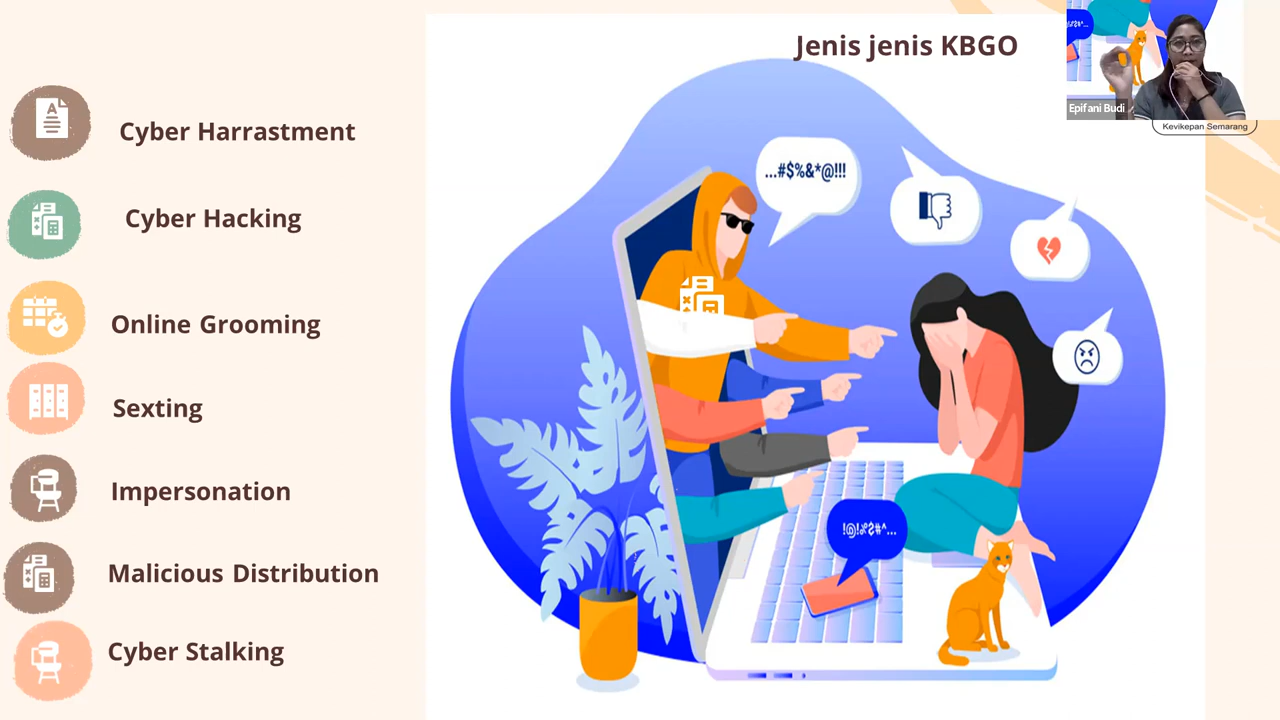 Jenis jenis KBGO
Cyber Harrastment
Cyber Hacking
Online Grooming
Sexting
Impersonation
Malicious Distribution
Cyber Stalking
...#$%&*@!!!
Epifani Budi
Kevikepan Semarang
A